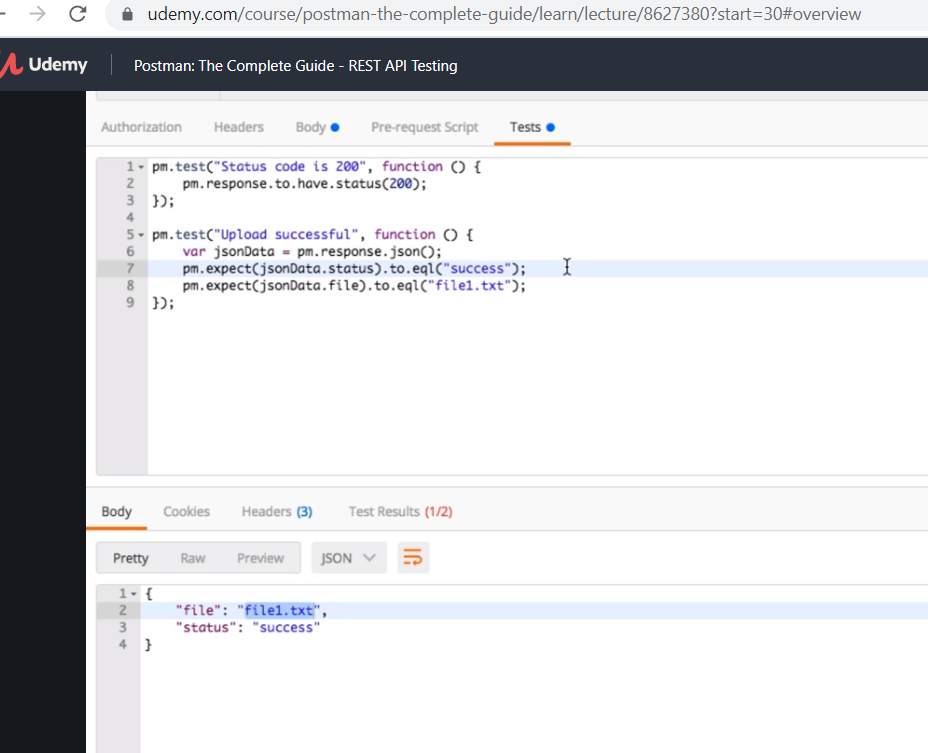 udemy.com/course/postman-the-complete-guide/learn/lecture/8627380?start=30#overview
Udemy
Postman: The Complete Guide - REST API Testing
Authorization Headers Body Pre-request Script Tests
1 pm.test("Status code is 200", function () {
2 pm.response.to.have.status(200);
3 });
4
5 pm.test("Upload successful", function () {
6 var jsonData = pm.response.json();
7 pm.expect(jsonData.status).to.eql("success");
8 pm.expect(jsonData.file).to.eql("file1.txt");
9 });
Body Cookies Headers (3) Test Results (1/2)
Pretty Raw Preview JSON
1 {
2 "file": "file1.txt",
3 "status": "success"
4 }